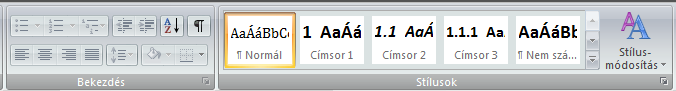 AaÁáBbCc
¶ Normál
1 AaÁá
Címsor 1
1.1 AaÁ
Címsor 2
1.1.1 Aa
Címsor 3
AaÁáBb
¶ Nem szá...
Stílus-
módosítás
Bekezdés
Stílusok